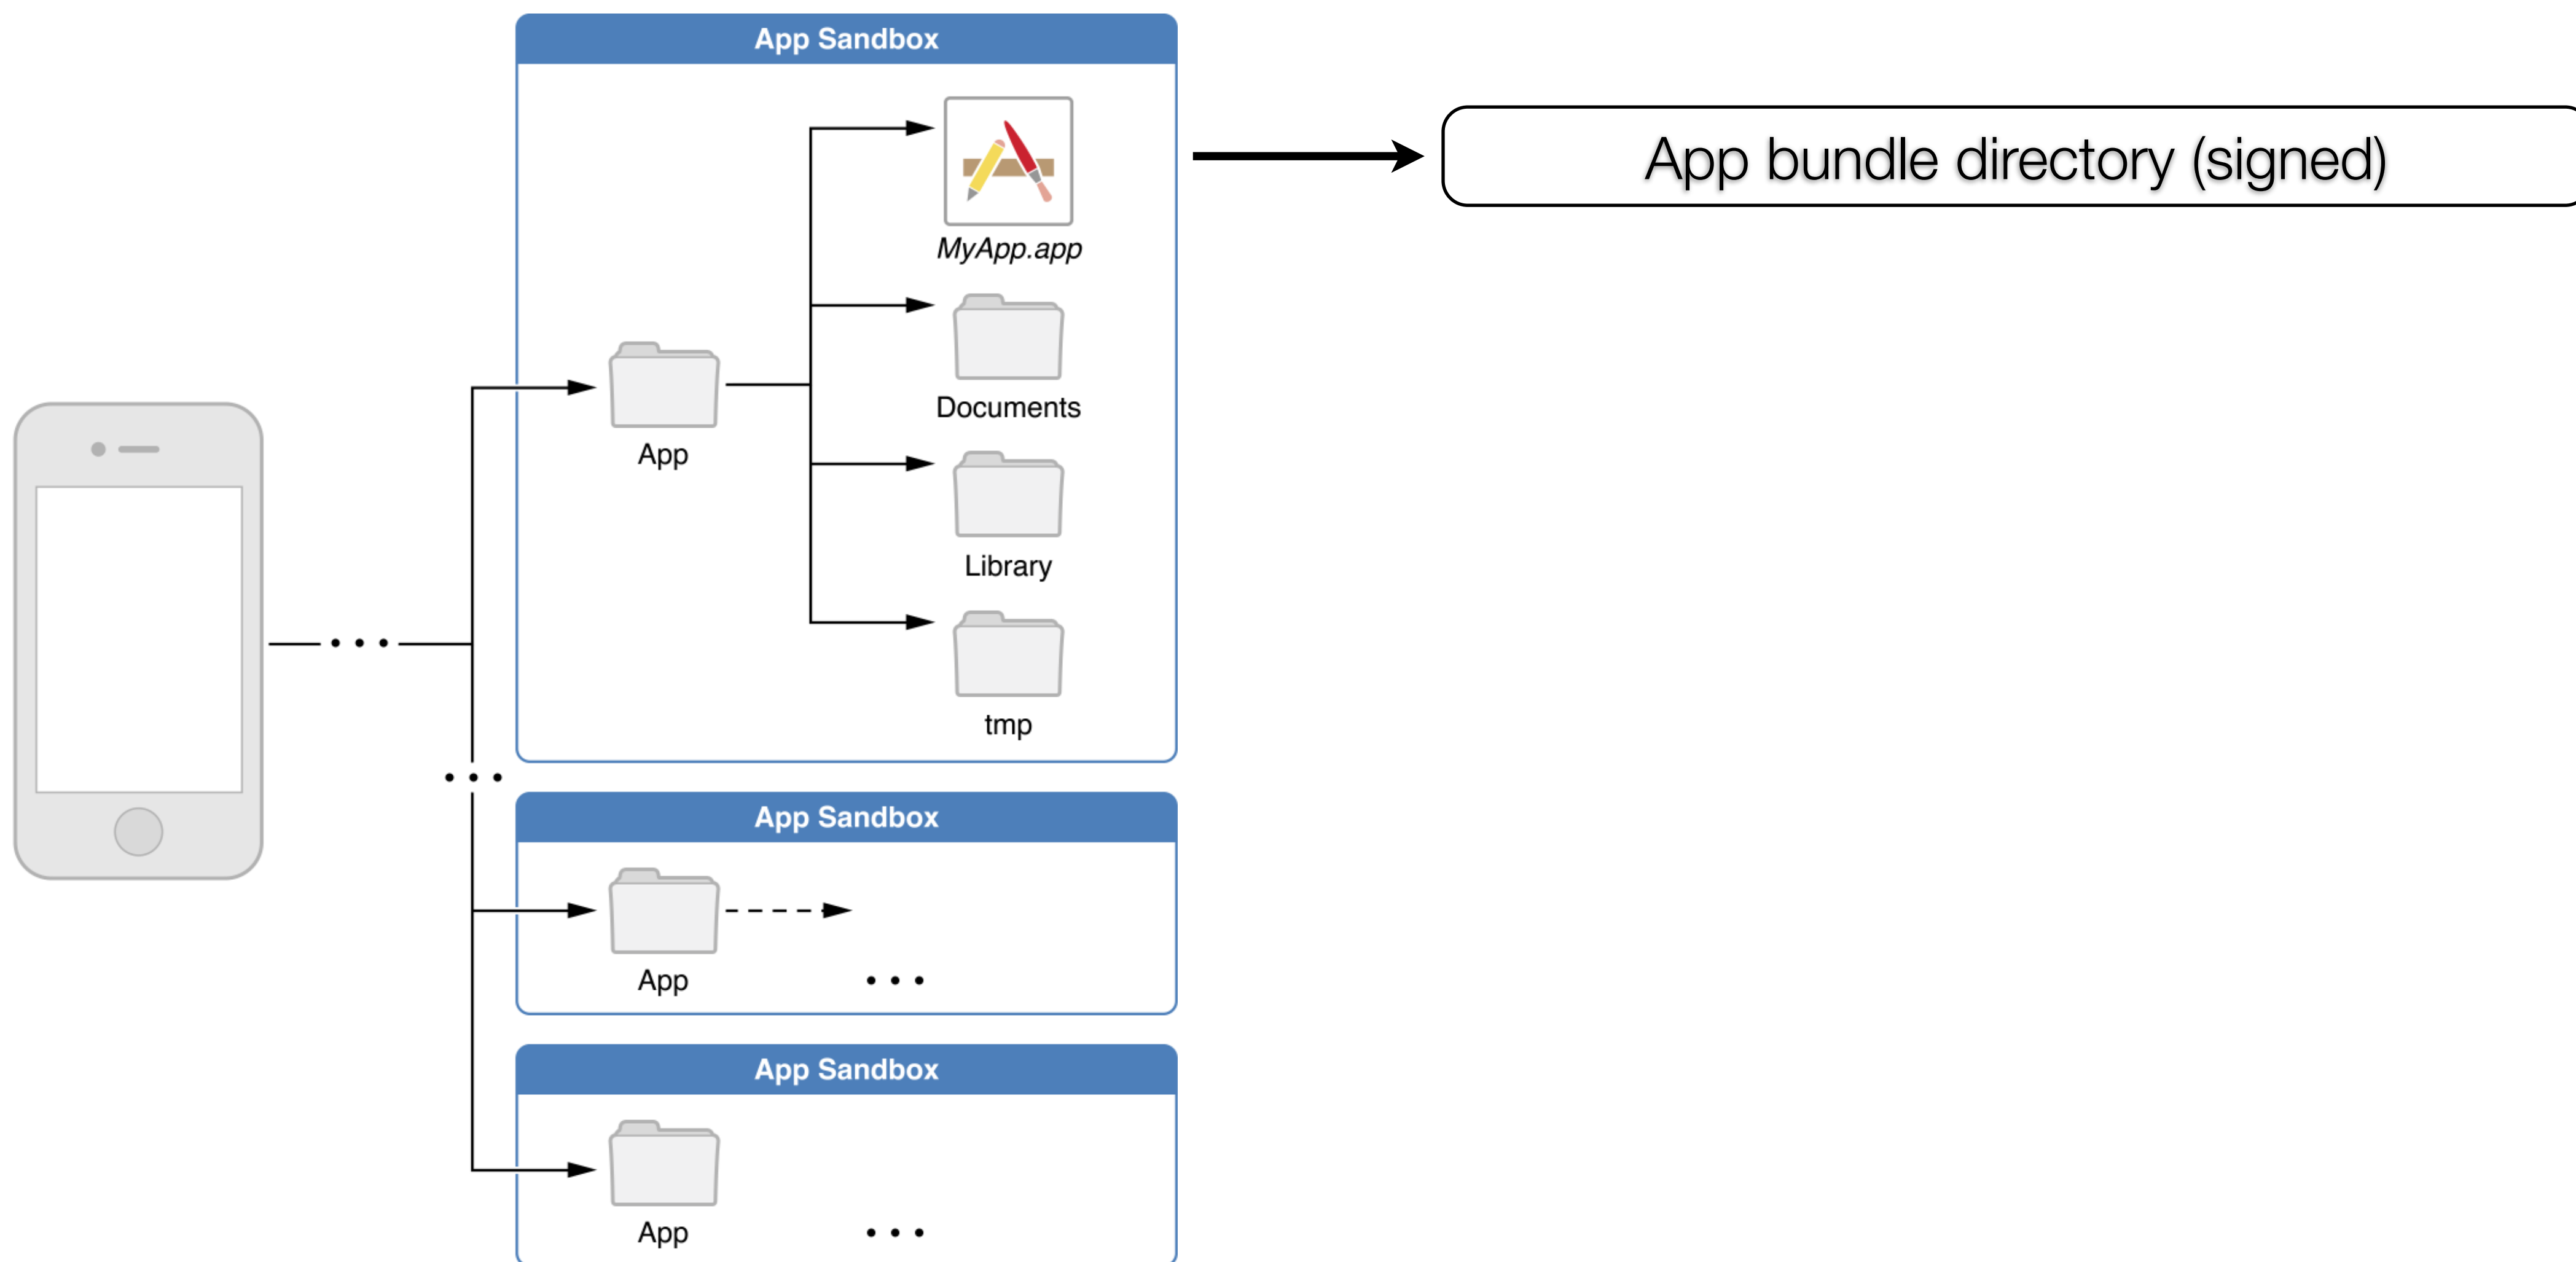 App Sandbox
MyApp.app
App bundle directory (signed)
Documents
App
Library
tmp
App Sandbox
App
App Sandbox
App